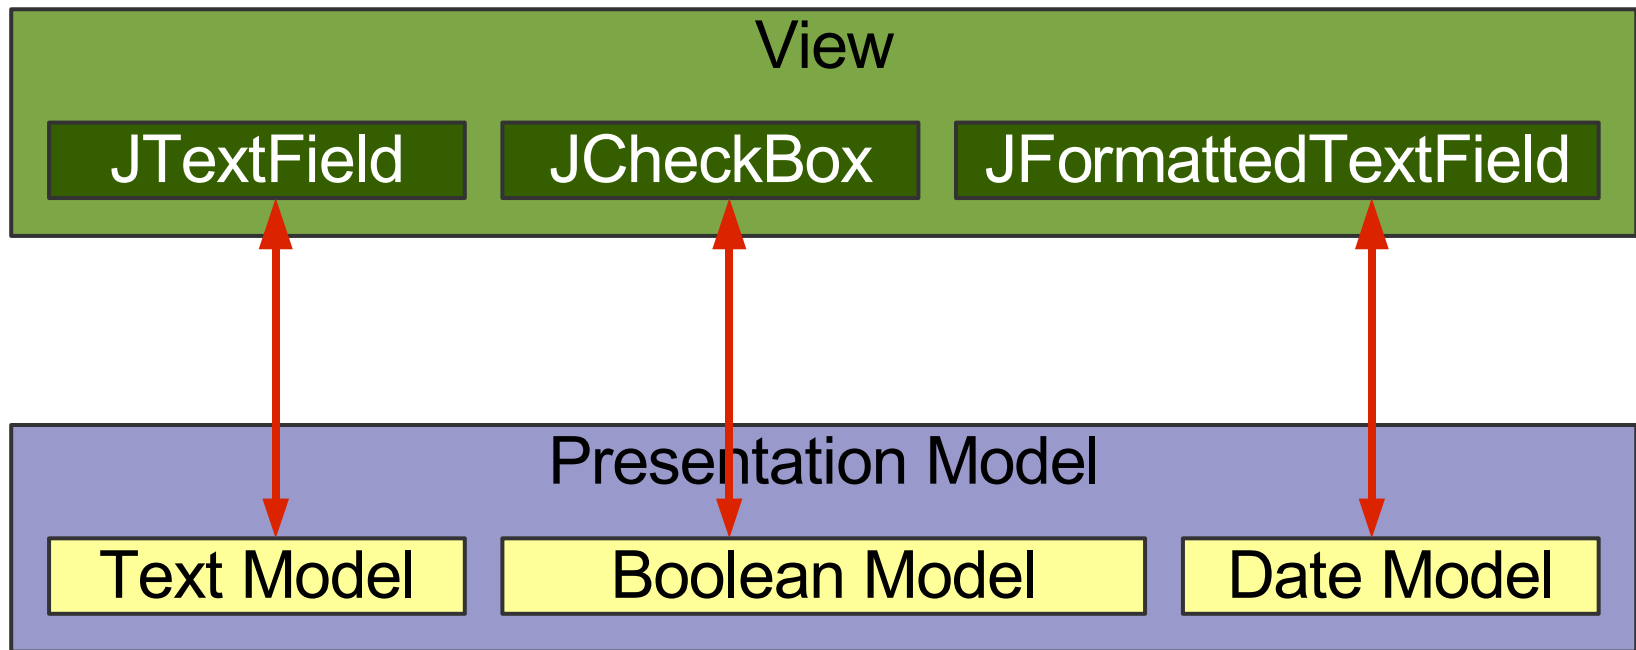 View
JTextField
JCheckBox
JFormattedTextField
Presentation Model
Text Model
Boolean Model
Date Model